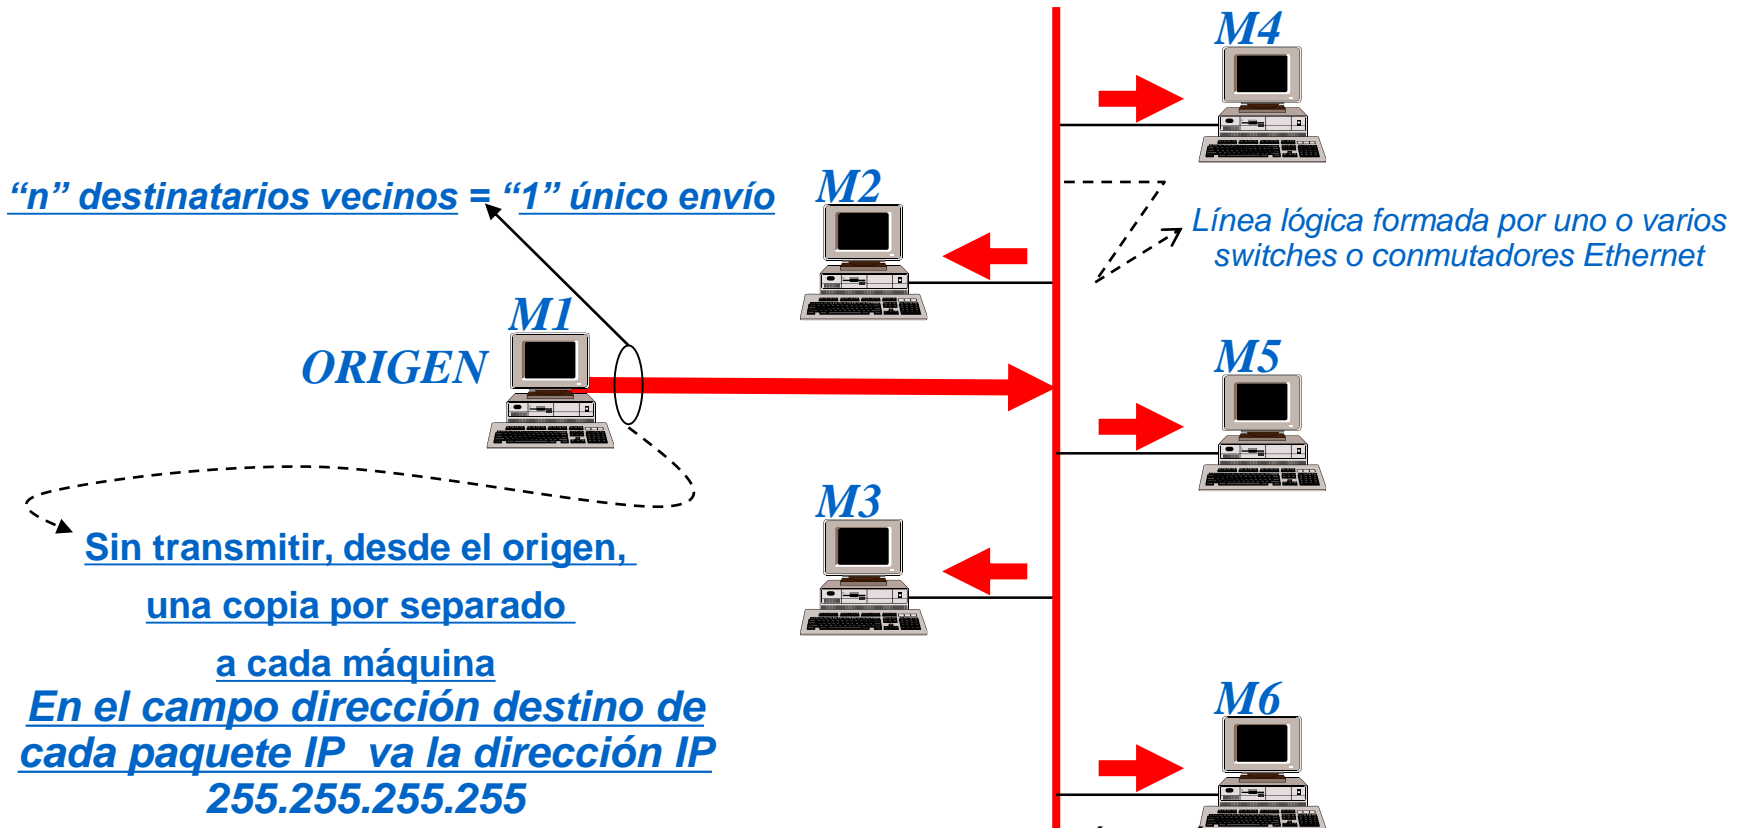 M4
“n” destinatarios vecinos = “1” único envío
M2
Línea lógica formada por uno o varios
switches o conmutadores Ethernet
M1
ORIGEN
M5
M3
Sin transmitir, desde el origen,
una copia por separado
a cada máquina
En el campo dirección destino de
cada paquete IP va la dirección IP
255.255.255.255
M6